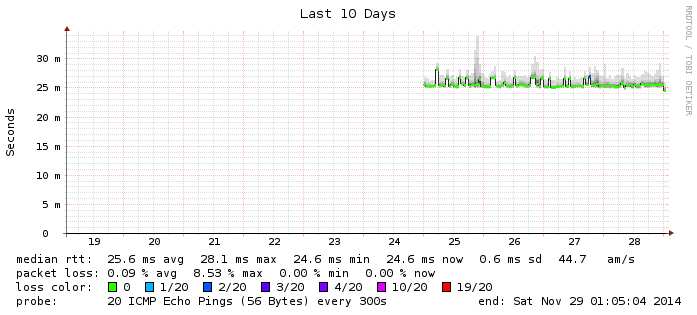 Last 10 Days
RRDTOOL / TOBI OETIKER
Seconds
30 m
25 m
20 m
15 m
10 m
5 m
0
19 20 21 22 23 24 25 26 27 28
median rtt: 25.6 ms avg 28.1 ms max 24.6 ms min 24.6 ms now 0.6 ms sd 44.7 am/s
packet loss: 0.09 % avg 8.53 % max 0.00 % min 0.00 % now
loss color: 0 1/20 2/20 3/20 4/20 10/20 19/20
probe: 20 ICMP Echo Pings (56 Bytes) every 300s end: Sat Nov 29 01:05:04 2014